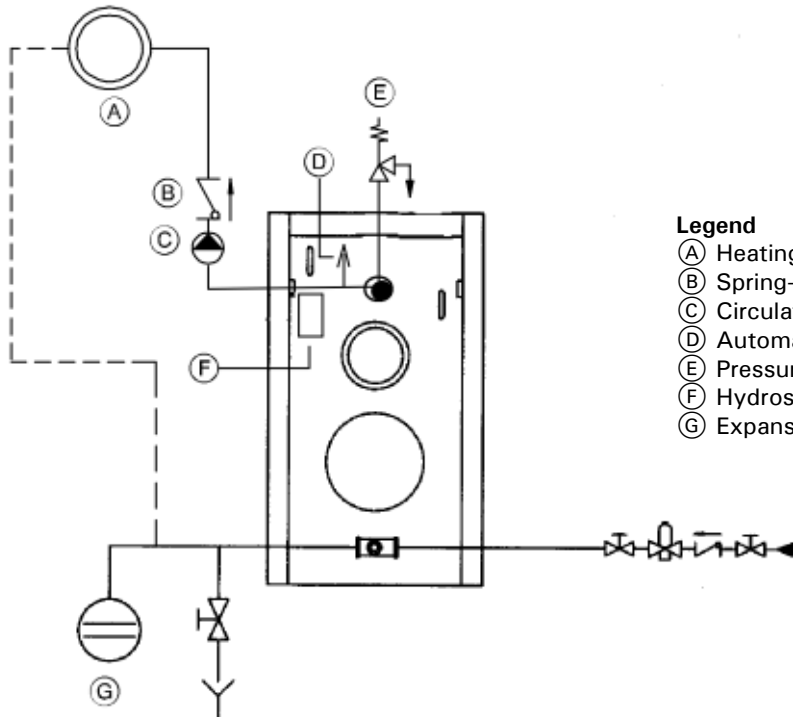 A
E
D
B
C
F
G
Legend
A Heating
B Spring-
C Circula
D Automa
E Pressur
F Hydros
G Expans